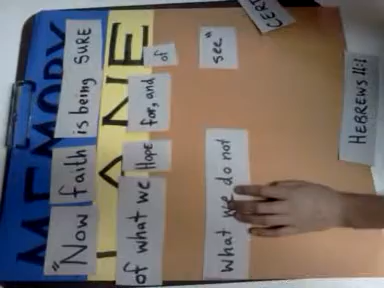 MEMORY
LANE
"Now faith is being SURE
of what we HOPE for, and of
what we do not see"
CERT
HEBREWS 11:1